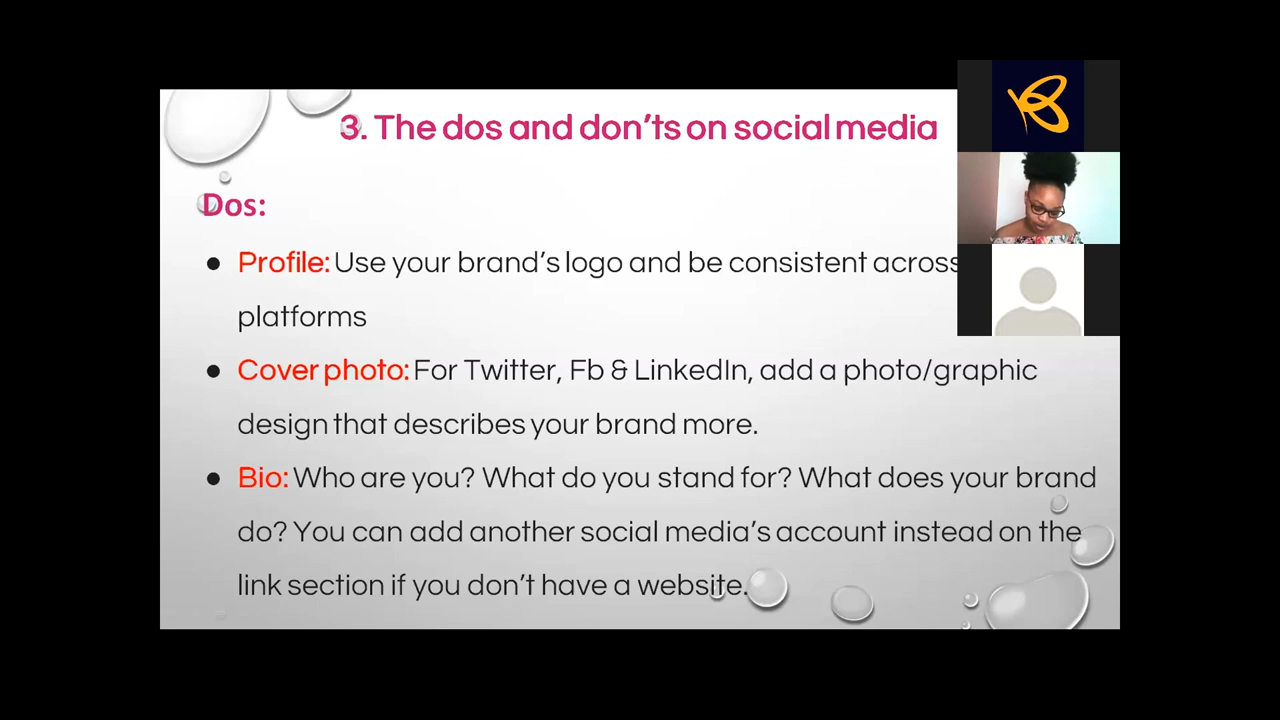 3. The dos and don'ts on social media
Dos:
● Profile: Use your brand's logo and be consistent across
platforms
● Cover photo: For Twitter, Fb & LinkedIn, add a photo/graphic
design that describes your brand more.
● Bio: Who are you? What do you stand for? What does your brand
do? You can add another social media's account instead on the
link section if you don't have a website.